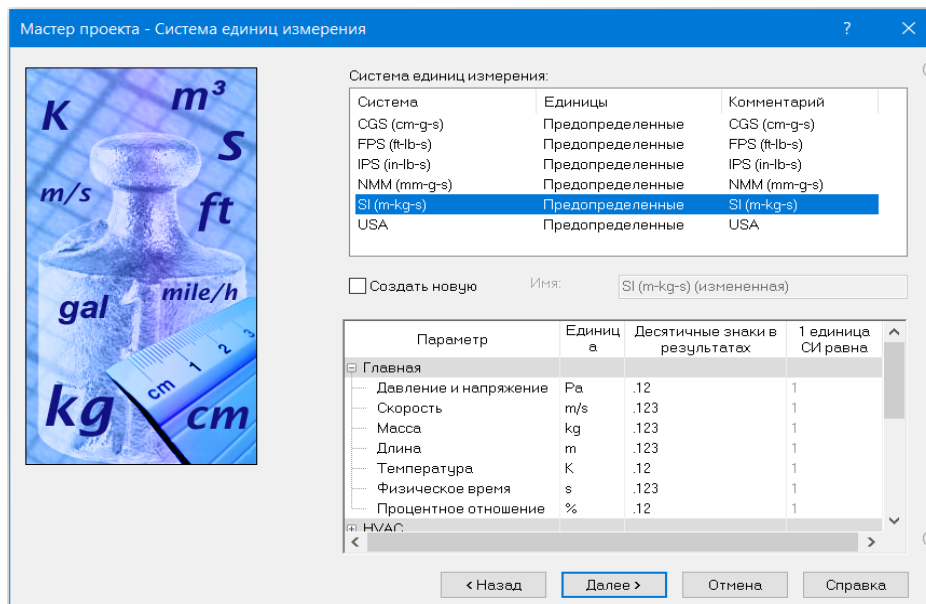 Мастер проекта - Система единиц измерения
? ×
K
m³
S
m/s
ft
gal
mile/h
1 2 3
cm
kg
cm
Система единиц измерения:
Система Единицы Комментарий
CGS (cm-g-s) Предопределенные CGS (cm-g-s)
FPS (ft-lb-s) Предопределенные FPS (ft-lb-s)
IPS (in-lb-s) Предопределенные IPS (in-lb-s)
NMM (mm-g-s) Предопределенные NMM (mm-g-s)
SI (m-kg-s) Предопределенные SI (m-kg-s)
USA Предопределенные USA
Создать новую Имя: SI (m-kg-s) (измененная)
Параметр Единиц Десятичные знаки в 1 единица
а результатах СИ равна
Главная
Давление и напряжение Pa .12 1
Скорость m/s .123 1
Масса kg .123 1
Длина m .123 1
Температура K .12 1
Физическое время s .123 1
Процентное отношение % .12 1
HVAC
< Назад Далее > Отмена Справка